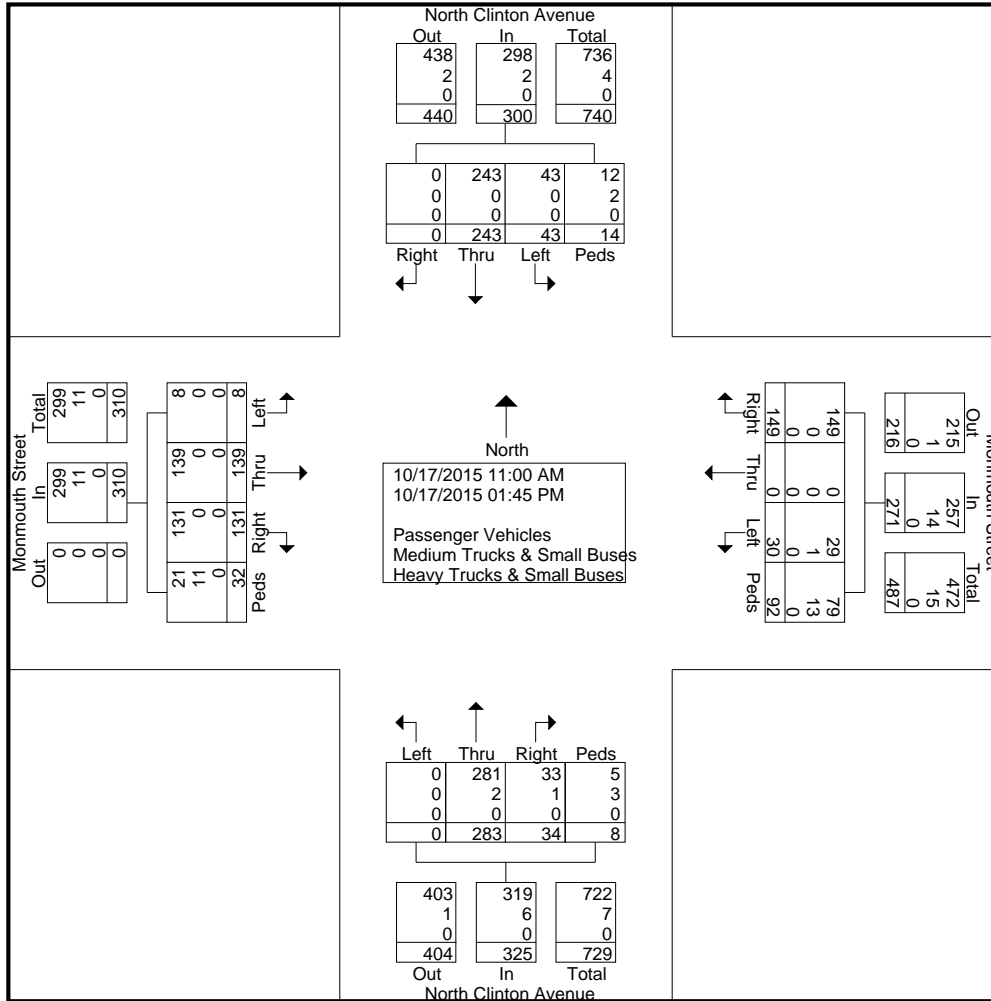 North Clinton Avenue
Out In Total
438 298 736
2 2 4
0 0 0
440 300 740
0 243 43 12
0 0 0 2
0 0 0 0
0 243 43 14
Right Thru Left Peds
Monmouth Street
Total In Out
299 299 0
11 11 0
0 0 0
310 310 0
Left Thru Right Peds
8 139 131 21
0 0 0 11
0 0 0 0
8 139 131 32
North
10/17/2015 11:00 AM
10/17/2015 01:45 PM
Passenger Vehicles
Medium Trucks & Small Buses
Heavy Trucks & Small Buses
Right Thru Left Peds
149 0 29 79
0 0 1 13
0 0 0 0
149 0 30 92
Monmouth Street
Out In Total
215 257 472
1 14 15
0 0 0
216 271 487
Left Thru Right Peds
0 281 33 5
0 2 1 3
0 0 0 0
0 283 34 8
403 319 722
1 6 7
0 0 0
404 325 729
Out In Total
North Clinton Avenue